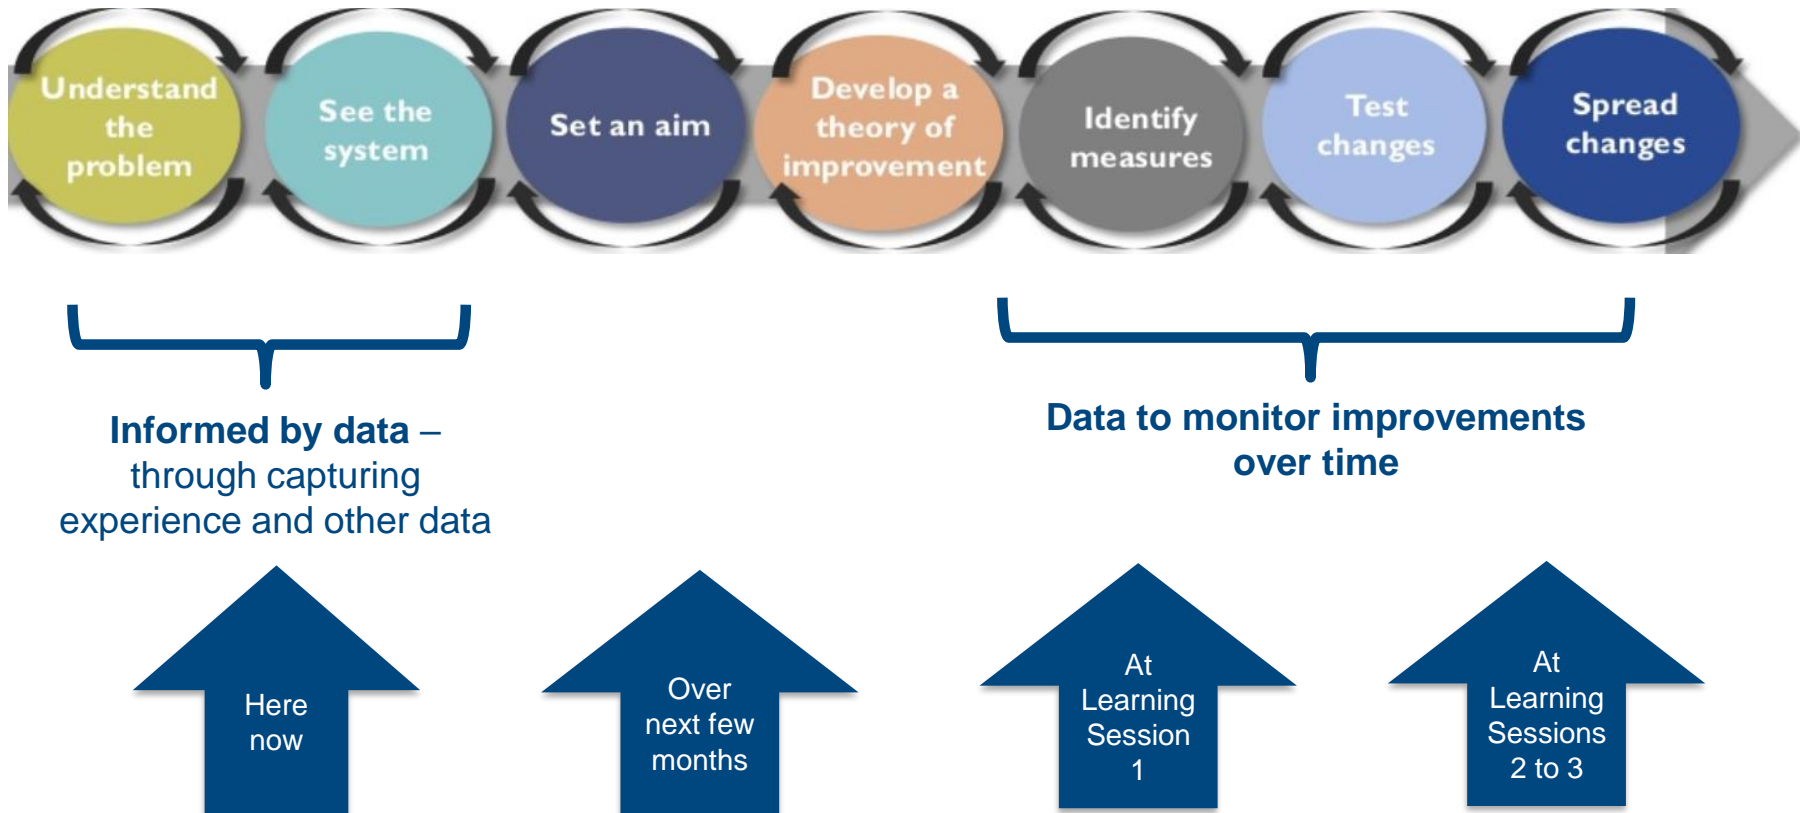 Understand
the
problem
See the
system
Set an aim
Develop a
theory of
improvement
Identify
measures
Test
changes
Spread
changes
Informed by data –
through capturing
experience and other data
Data to monitor improvements
over time
Here
now
Over
next few
months
At
Learning
Session
1
At
Learning
Sessions
2 to 3